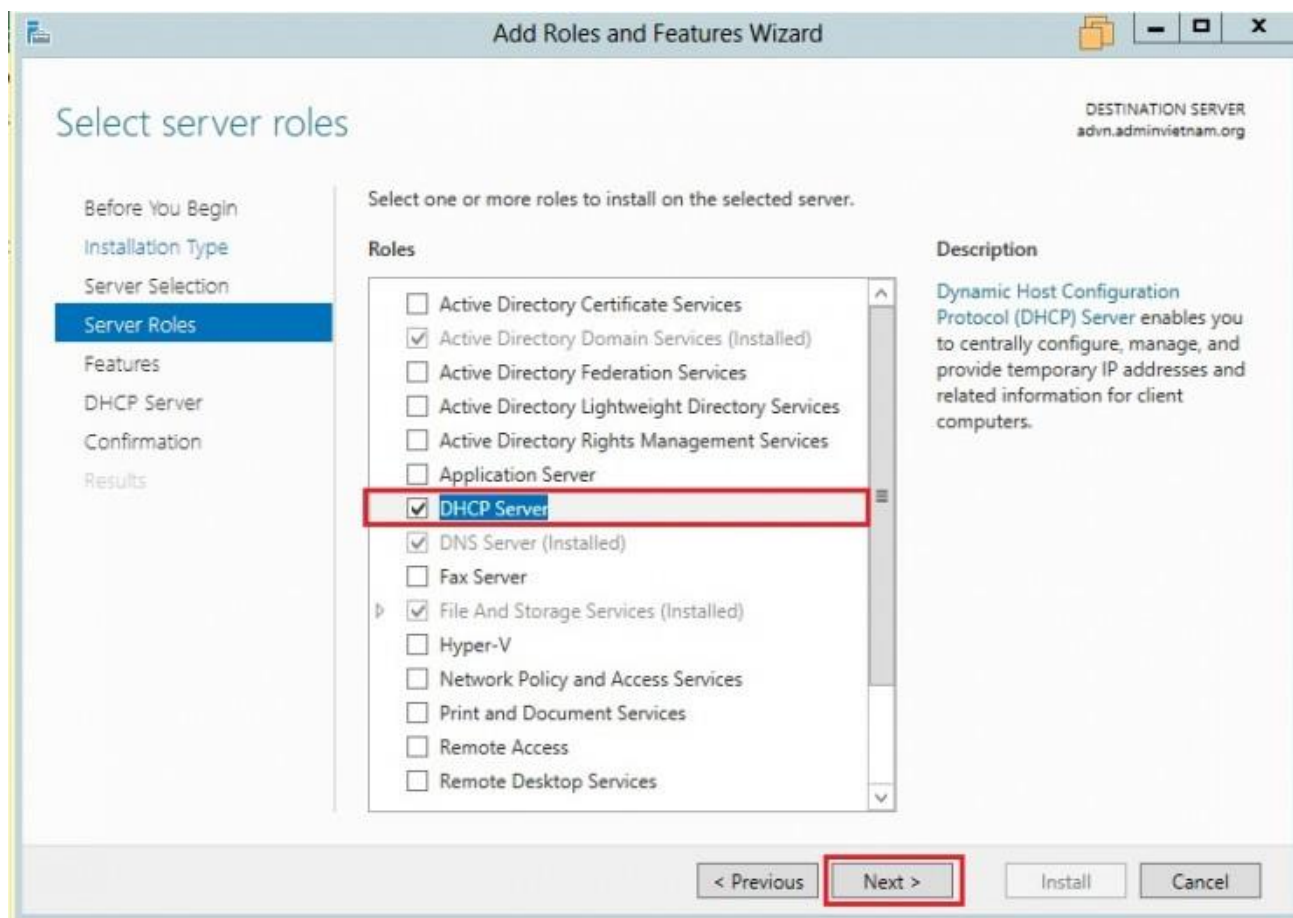 Add Roles and Features Wizard
Select server roles
DESTINATION SERVER
advn.adminvietnam.org
Before You Begin
Installation Type
Server Selection
Server Roles
Features
DHCP Server
Confirmation
Results
Select one or more roles to install on the selected server.
Roles
Active Directory Certificate Services
Active Directory Domain Services (Installed)
Active Directory Federation Services
Active Directory Lightweight Directory Services
Active Directory Rights Management Services
Application Server
DHCP Server
DNS Server (Installed)
Fax Server
File And Storage Services (Installed)
Hyper-V
Network Policy and Access Services
Print and Document Services
Remote Access
Remote Desktop Services
Description
Dynamic Host Configuration
Protocol (DHCP) Server enables you
to centrally configure, manage, and
provide temporary IP addresses and
related information for client
computers.
< Previous
Next >
Install
Cancel